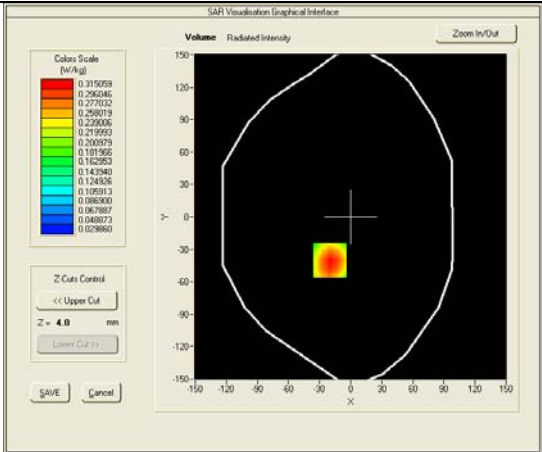 SAR Visualisation Graphical Interface
Volume Radiated Intensity
Zoom In/Out
Colors Scale
(W/kg)
0.315059
0.296046
0.277032
0.258019
0.239006
0.219993
0.200979
0.181966
0.162953
0.143940
0.124926
0.105913
0.086900
0.067887
0.048873
0.029860
Z-Cuts Control
<< Upper Cut
Z = 4.0 mm
Lower Cut >>
SAVE Cancel
150
120
90
60
30
0
-30
-60
-90
-120
-150
Y
-150 -120 -90 -60 -30 0 30 60 90 120 150
X